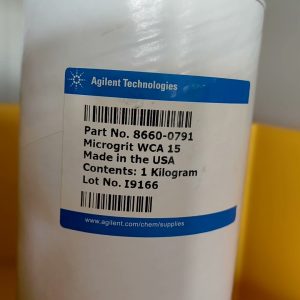 Agilent Technologies
Part No. 8660-0791
Microgrit WCA 15
Made in the USA
Contents: 1 Kilogram
Lot No. I9166
www.agilent.com/chem/supplies